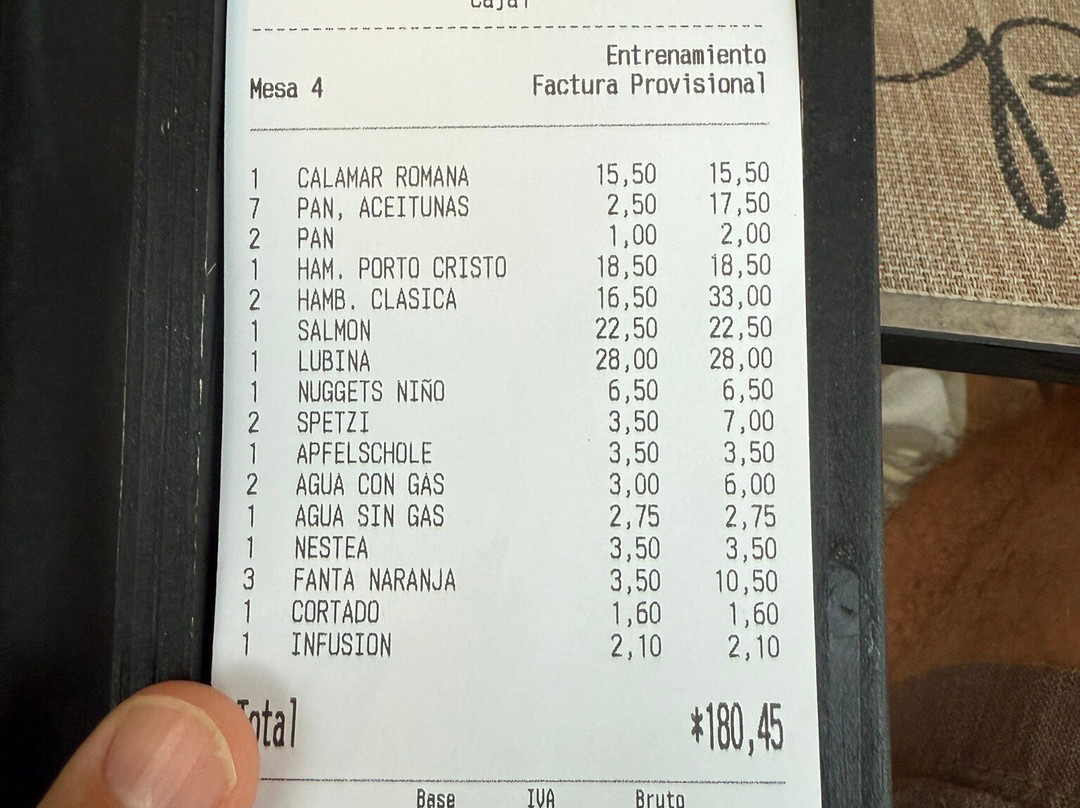 Caja1
Entrenamiento
Mesa 4 Factura Provisional
1 CALAMAR ROMANA 15,50 15,50
7 PAN, ACEITUNAS 2,50 17,50
2 PAN 1,00 2,00
1 HAM. PORTO CRISTO 18,50 18,50
2 HAMB. CLASICA 16,50 33,00
1 SALMON 22,50 22,50
1 LUBINA 28,00 28,00
1 NUGGETS NIÑO 6,50 6,50
2 SPETZI 3,50 7,00
1 APFELSCHOLE 3,50 3,50
2 AGUA CON GAS 3,00 6,00
1 AGUA SIN GAS 2,75 2,75
1 NESTEA 3,50 3,50
3 FANTA NARANJA 3,50 10,50
1 CORTADO 1,60 1,60
1 INFUSION 2,10 2,10
Total *180,45
Base IVA Bruto